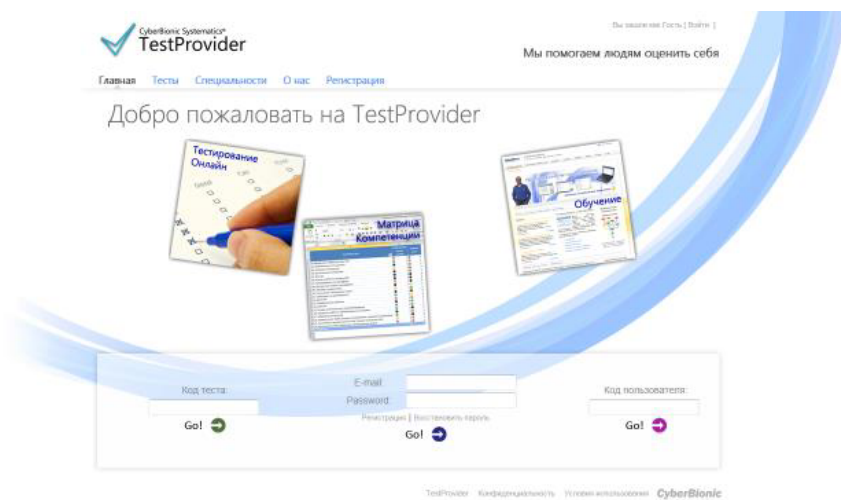 CyberBionic Systematics®
TestProvider
Вы зашли как Гость | Войти |
Мы помогаем людям оценить себя
Главная Тесты Специальности О нас Регистрация
Добро пожаловать на TestProvider
Тестирование
Онлайн
Good
Матрица
Компетенции
Обучение
Код теста:
E-mail:
Password:
Код пользователя:
Регистрация | Восстановить пароль
Go!
Go!
Go!
TestProvider Конфиденциальность Условия использования CyberBionic